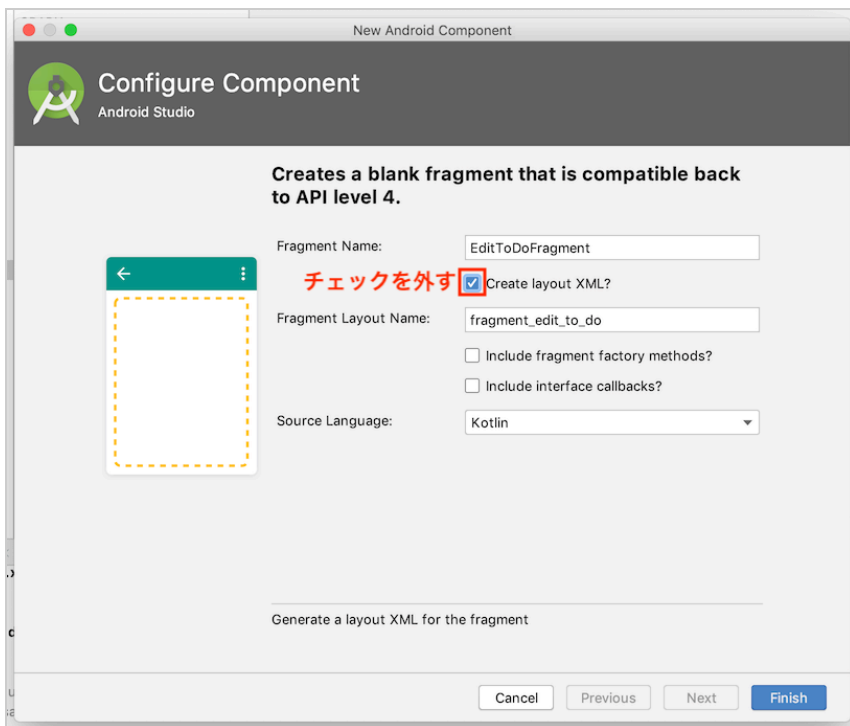 New Android Component
Configure Component
Android Studio
Creates a blank fragment that is compatible back
to API level 4.
Fragment Name:
EditToDoFragment
チェックを外す
Create layout XML?
Fragment Layout Name:
fragment_edit_to_do
Include fragment factory methods?
Include interface callbacks?
Source Language:
Kotlin
Generate a layout XML for the fragment
Cancel
Previous
Next
Finish